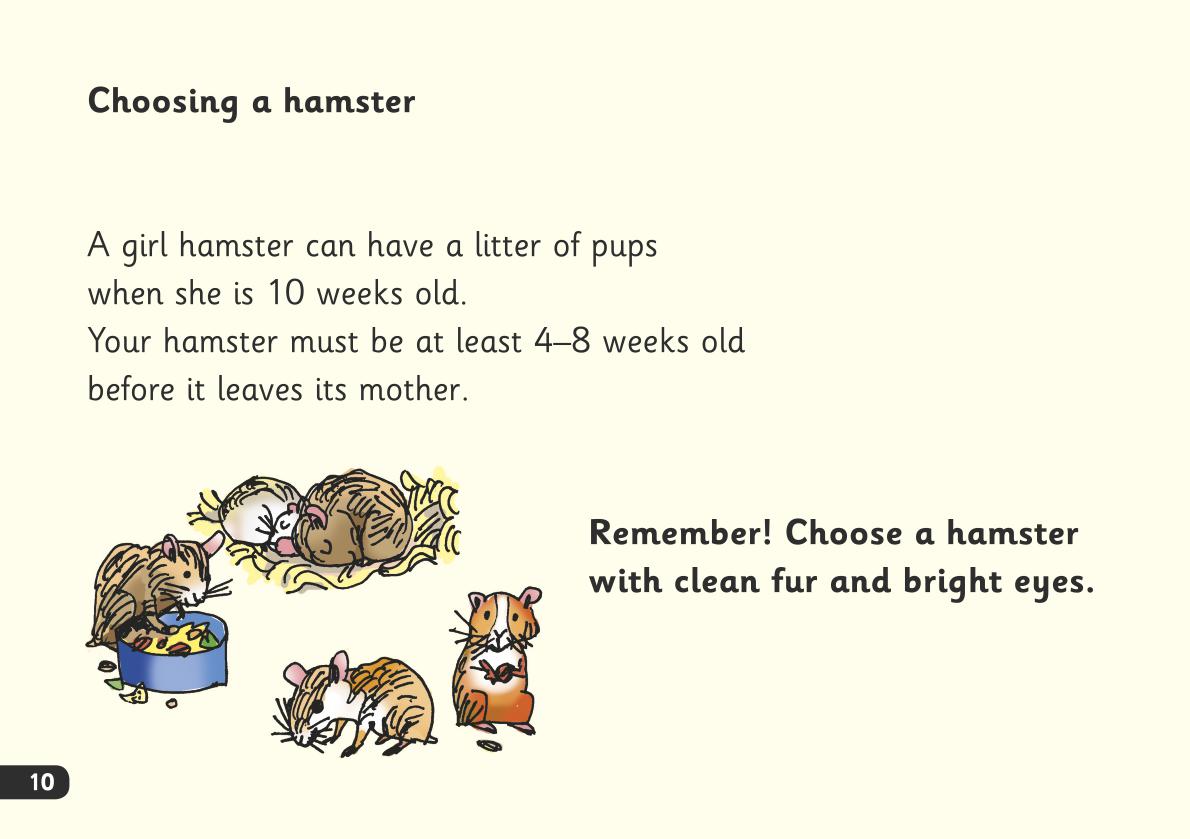 Choosing a hamster
A girl hamster can have a litter of pups
when she is 10 weeks old.
Your hamster must be at least 4–8 weeks old
before it leaves its mother.
Remember! Choose a hamster
with clean fur and bright eyes.
10